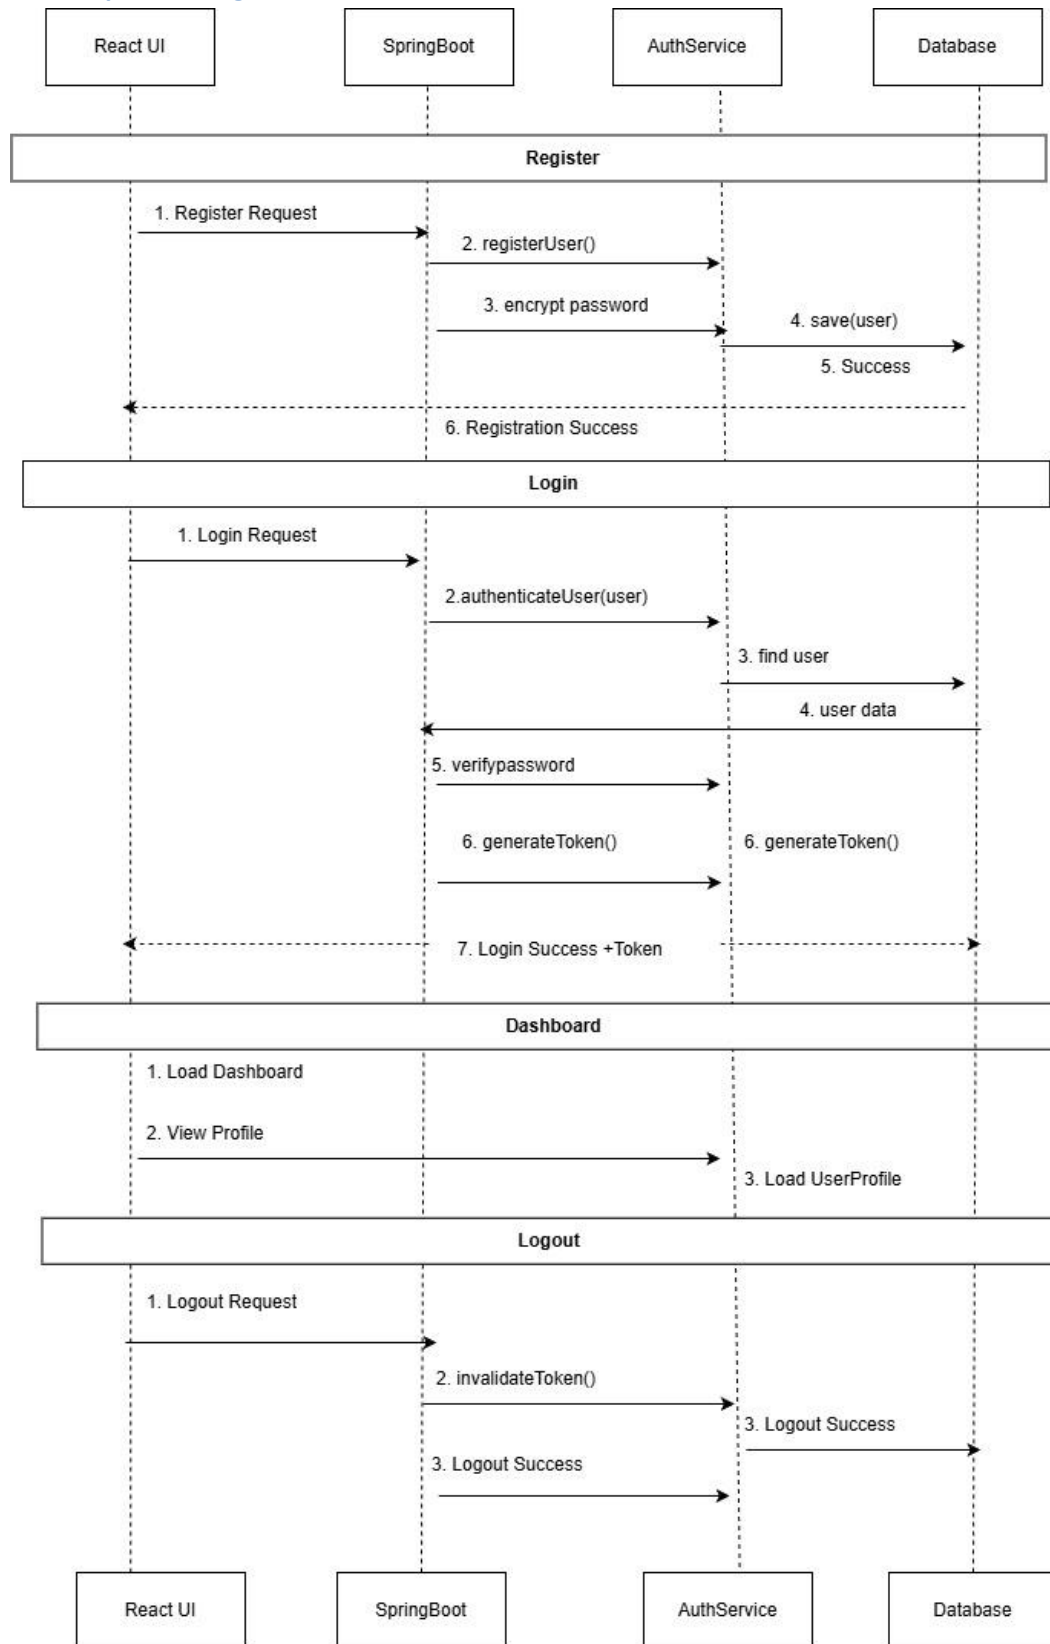 React UI
SpringBoot
AuthService
Database
Register
1. Register Request
2. registerUser()
3. encrypt password
4. save(user)
5. Success
6. Registration Success
Login
1. Login Request
2.authenticateUser(user)
3. find user
4. user data
5. verifypassword
6. generateToken()
6. generateToken()
7. Login Success +Token
Dashboard
1. Load Dashboard
2. View Profile
3. Load UserProfile
Logout
1. Logout Request
2. invalidateToken()
3. Logout Success
3. Logout Success
React UI
SpringBoot
AuthService
Database